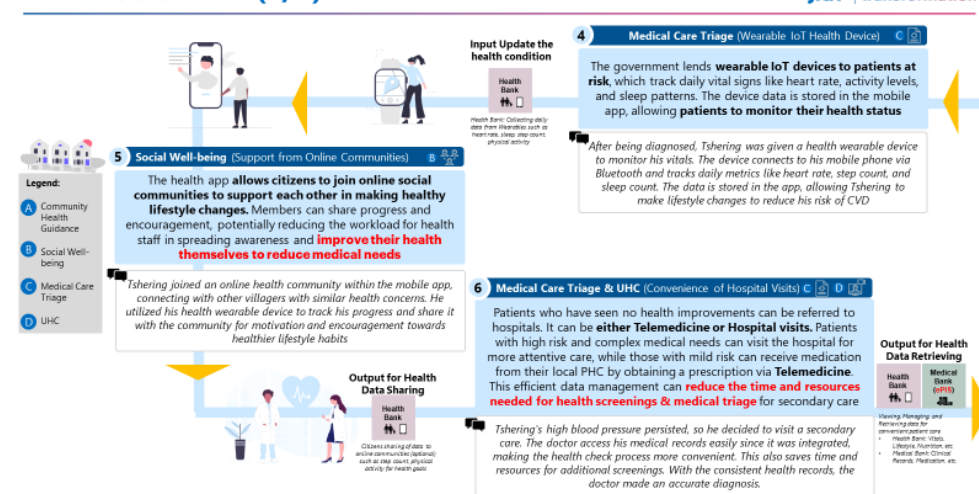 4
Medical Care Triage (Wearable IoT Health Device) C
The government lends wearable IoT devices to patients at
risk, which track daily vital signs like heart rate, activity levels,
and sleep patterns. The device data is stored in the mobile
app, allowing patients to monitor their health status
After being diagnosed, Tshering was given a health wearable device
to monitor his vitals. The device connects to his mobile phone via
Bluetooth and tracks daily metrics like heart rate, step count, and
sleep count. The data is stored in the app, allowing Tshering to
make lifestyle changes to reduce his risk of CVD
Input Update the
health condition
Health
Bank
Health Bank: Collecting daily
data from Wearables such as
heart rate, sleep, step count,
physical activity
Legend:
A Community
Health
Guidance
B Social Well-
being
C Medical Care
Triage
D UHC
5 Social Well-being (Support from Online Communities) B
The health app allows citizens to join online social
communities to support each other in making healthy
lifestyle changes. Members can share progress and
encouragement, potentially reducing the workload for health
staff in spreading awareness and improve their health
themselves to reduce medical needs
Tshering joined an online health community within the mobile app,
connecting with other villagers with similar health concerns. He
utilized his health wearable device to track his progress and share it
with the community for motivation and encouragement towards
healthier lifestyle habits
Output for Health
Data Sharing
Health
Bank
Citizens sharing of data to
online communities (optional)
such as step count, physical
activity for health goals
6 Medical Care Triage & UHC (Convenience of Hospital Visits) C D
Patients who have seen no health improvements can be referred to
hospitals. It can be either Telemedicine or Hospital visits. Patients
with high risk and complex medical needs can visit the hospital for
more attentive care, while those with mild risk can receive medication
from their local PHC by obtaining a prescription via Telemedicine.
This efficient data management can reduce the time and resources
needed for health screenings & medical triage for secondary care
Tshering's high blood pressure persisted, so he decided to visit a secondary
care. The doctor access his medical records easily since it was integrated,
making the health check process more convenient. This also saves time and
resources for additional screenings. With the consistent health records, the
doctor made an accurate diagnosis.
Output for Health
Data Retrieving
Health
Bank
Medical
Bank
(ePIS)
Viewing, Managing, and
Retrieving data for
convenient patient care
• Health Bank: Vitals,
Lifestyle, Nutrition, etc
• Medical Bank: Clinical
Records, Medication, etc.